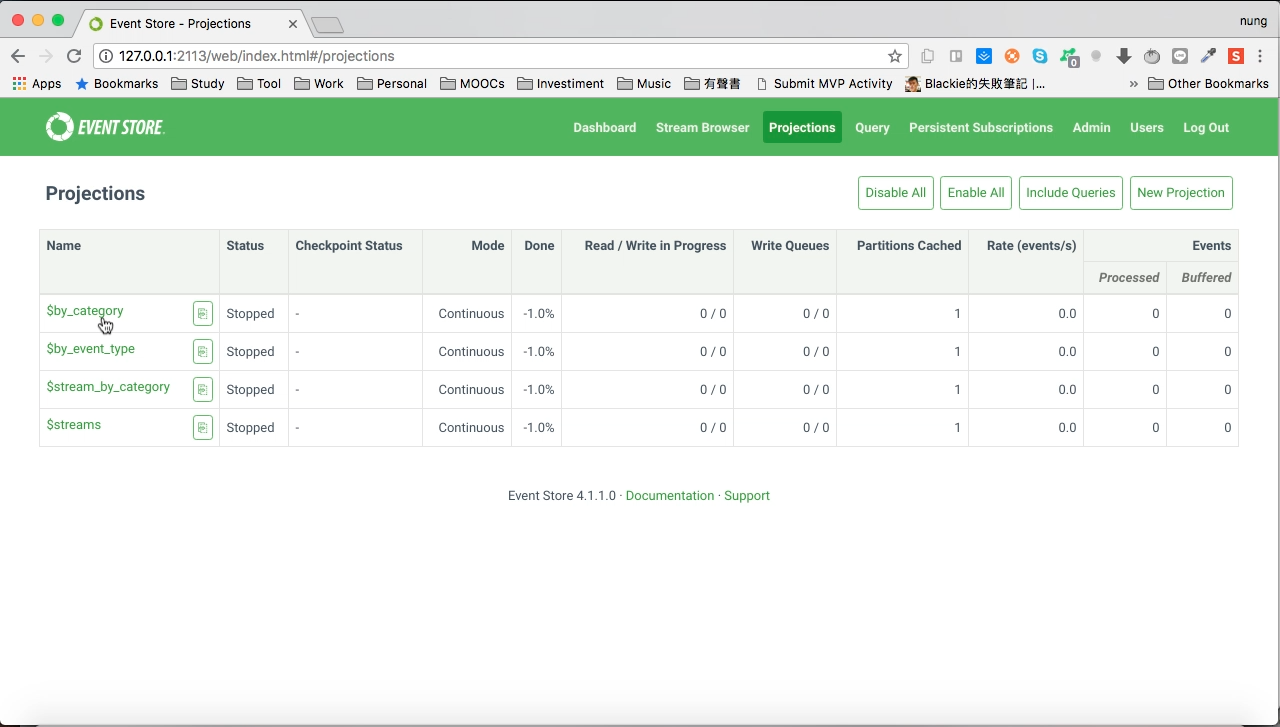 Event Store - Projections
nung
127.0.0.1:2113/web/index.html#/projections
0
S
Apps Bookmarks Study Tool Work Personal MOOCs Investment Music 有聲書 Submit MVP Activity Blackie的失敗筆記 |... » Other Bookmarks
EVENT STORE
Dashboard Stream Browser Projections Query Persistent Subscriptions Admin Users Log Out
Projections
Disable All Enable All Include Queries New Projection
Name Status Checkpoint Status Mode Done Read / Write in Progress Write Queues Partitions Cached Rate (events/s) Events
Processed Buffered
$by_category Stopped - Continuous -1.0% 0 / 0 0 / 0 1 0.0 0 0
$by_event_type Stopped - Continuous -1.0% 0 / 0 0 / 0 1 0.0 0 0
$stream_by_category Stopped - Continuous -1.0% 0 / 0 0 / 0 1 0.0 0 0
$streams Stopped - Continuous -1.0% 0 / 0 0 / 0 1 0.0 0 0
Event Store 4.1.1.0 · Documentation · Support